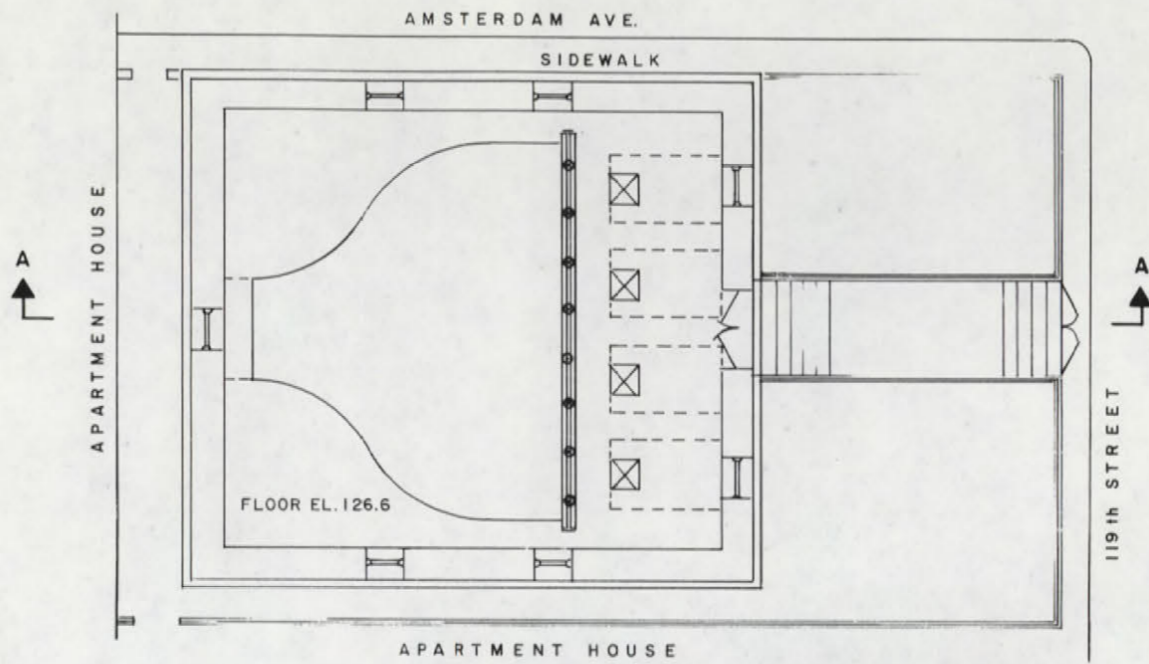 AMSTERDAM AVE.
SIDEWALK
APARTMENT HOUSE
A
A
119th STREET
FLOOR EL. 126.6
APARTMENT HOUSE